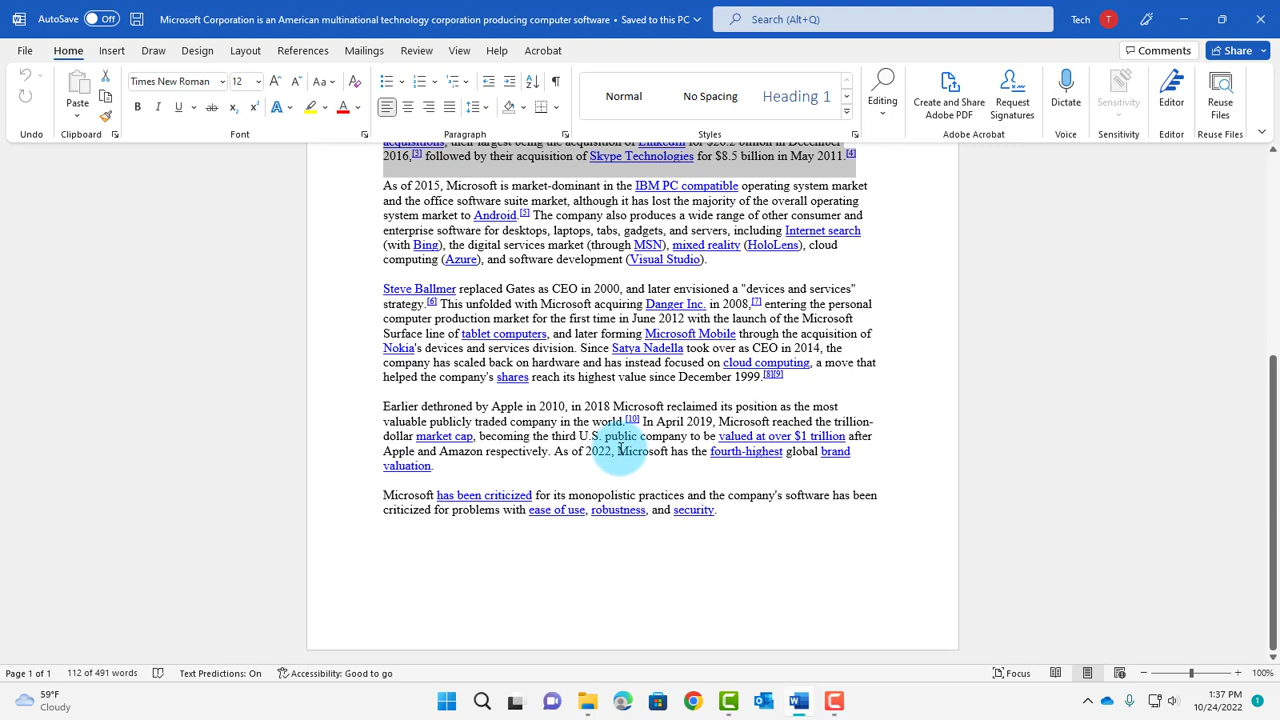 AutoSave Off Microsoft Corporation is an American multinational technology corporation producing computer software • Saved to this PC Search (Alt+Q) Tech T
File Home Insert Draw Design Layout References Mailings Review View Help Acrobat Comments Share
Times New Roman 12 Normal No Spacing Heading 1
Paste Editing Create and Share Adobe PDF Request Signatures Dictate Sensitivity Editor Reuse Files
Undo Clipboard Font Paragraph Styles Adobe Acrobat Voice Sensitivity Editor Reuse Files
acquisitions, their largest being the acquisition of LinkedIn for $26.2 billion in December
2016,[3] followed by their acquisition of Skype Technologies for $8.5 billion in May 2011.[4]
As of 2015, Microsoft is market-dominant in the IBM PC compatible operating system market
and the office software suite market, although it has lost the majority of the overall operating
system market to Android.[5] The company also produces a wide range of other consumer and
enterprise software for desktops, laptops, tabs, gadgets, and servers, including Internet search
(with Bing), the digital services market (through MSN), mixed reality (HoloLens), cloud
computing (Azure), and software development (Visual Studio).
Steve Ballmer replaced Gates as CEO in 2000, and later envisioned a "devices and services"
strategy.[6] This unfolded with Microsoft acquiring Danger Inc. in 2008,[7] entering the personal
computer production market for the first time in June 2012 with the launch of the Microsoft
Surface line of tablet computers, and later forming Microsoft Mobile through the acquisition of
Nokia's devices and services division. Since Satya Nadella took over as CEO in 2014, the
company has scaled back on hardware and has instead focused on cloud computing, a move that
helped the company's shares reach its highest value since December 1999.[8][9]
Earlier dethroned by Apple in 2010, in 2018 Microsoft reclaimed its position as the most
valuable publicly traded company in the world.[10] In April 2019, Microsoft reached the trillion-
dollar market cap, becoming the third U.S. public company to be valued at over $1 trillion after
Apple and Amazon respectively. As of 2022, Microsoft has the fourth-highest global brand
valuation.
Microsoft has been criticized for its monopolistic practices and the company's software has been
criticized for problems with ease of use, robustness, and security.
Page 1 of 1 112 of 491 words Text Predictions: On Accessibility: Good to go Focus 100%
59°F
Cloudy
1:37 PM
10/24/2022
1